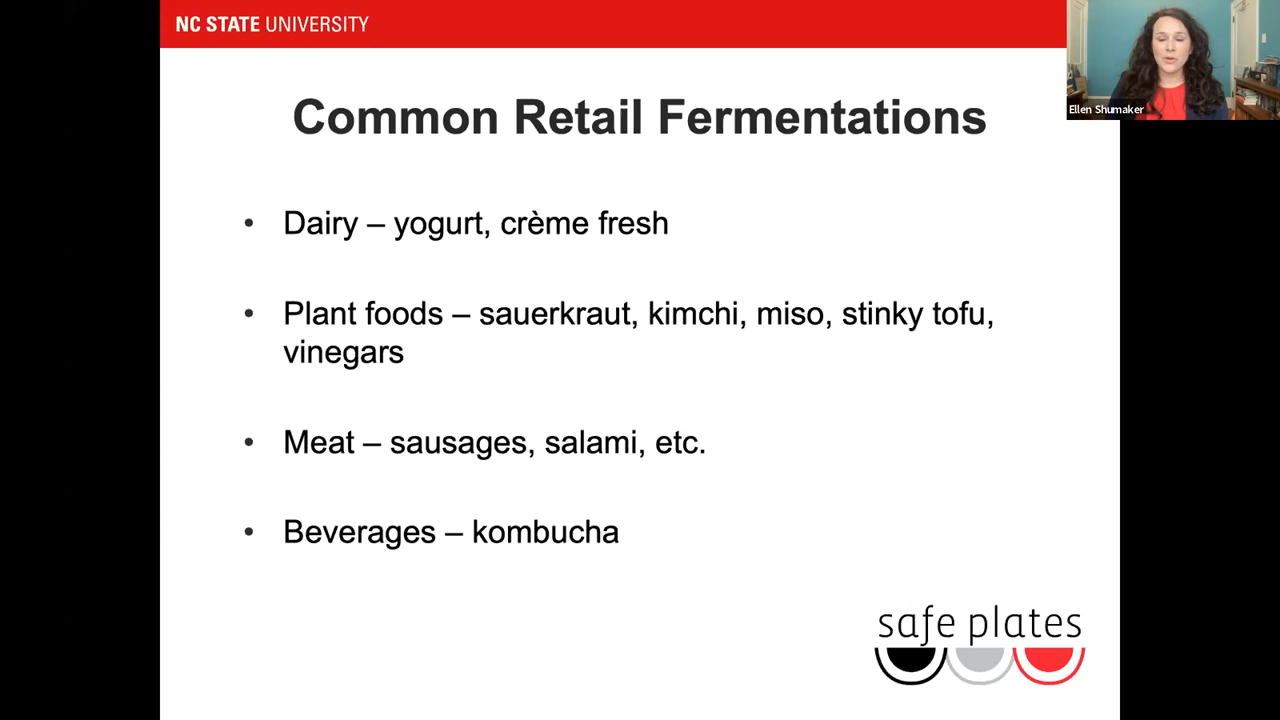 NC STATE UNIVERSITY
Ellen Shumaker
Common Retail Fermentations
• Dairy – yogurt, crème fresh
• Plant foods – sauerkraut, kimchi, miso, stinky tofu,
vinegars
• Meat – sausages, salami, etc.
• Beverages – kombucha
safe plates